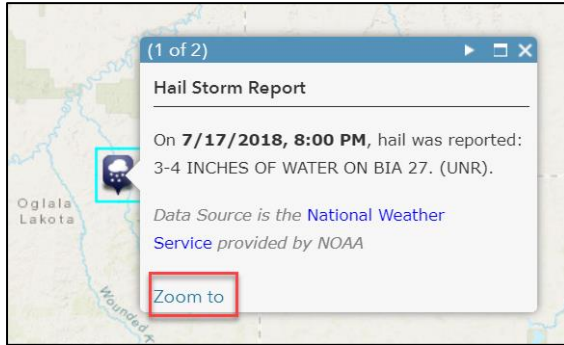 (1 of 2)
Hail Storm Report
On 7/17/2018, 8:00 PM, hail was reported:
3-4 INCHES OF WATER ON BIA 27. (UNR).
Data Source is the National Weather
Service provided by NOAA
Zoom to
Oglala
Lakota
Wounded K